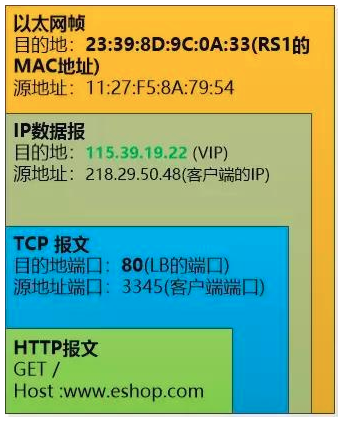 以太网帧
目的地：23:39:8D:9C:0A:33(RS1的
MAC地址)
源地址：11:27:F5:8A:79:54
IP数据报
目的地：115.39.19.22 (VIP)
源地址：218.29.50.48(客户端的IP)
TCP 报文
目的地端口：80(LB的端口)
源地址端口：3345(客户端端口)
HTTP报文
GET /
Host :www.eshop.com